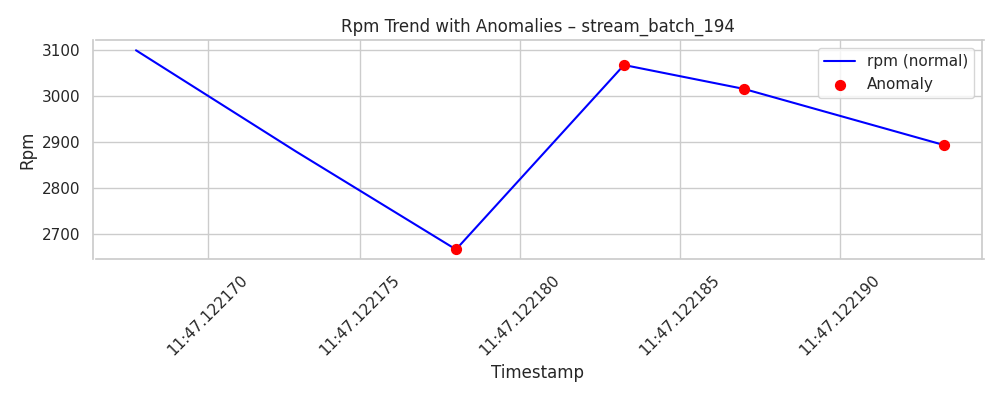 Rpm Trend with Anomalies – stream_batch_194
rpm (normal)
Anomaly
Rpm
3100
3000
2900
2800
2700
11:47.122170
11:47.122175
11:47.122180
11:47.122185
11:47.122190
Timestamp